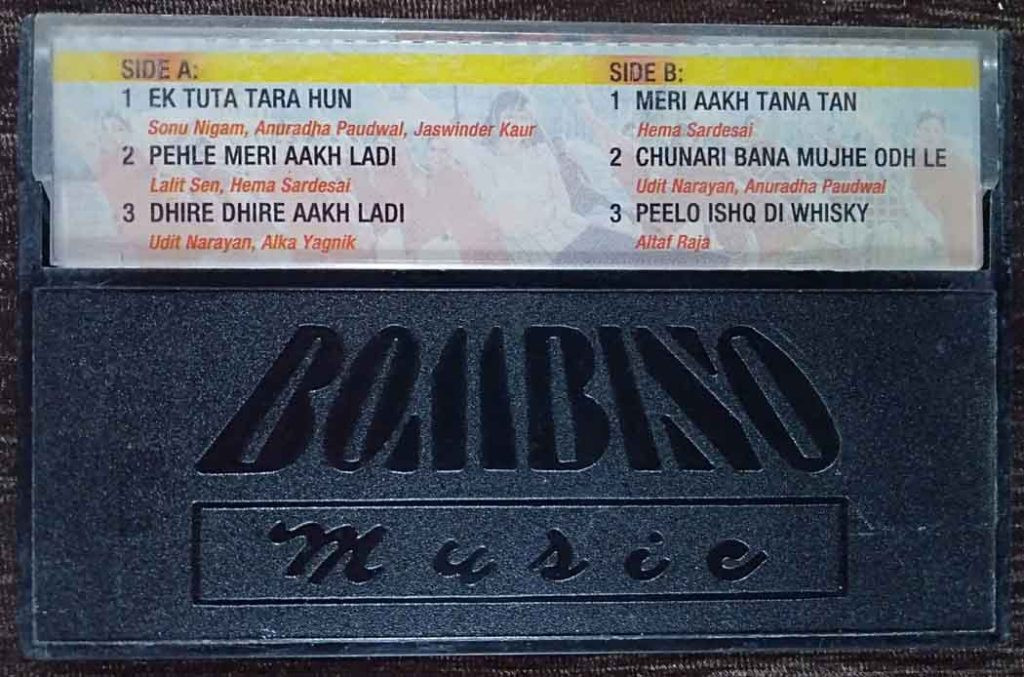 SIDE A:
1 EK TUTA TARA HUN
Sonu Nigam, Anuradha Paudwal, Jaswinder Kaur
2 PEHLE MERI AAKH LADI
Lalit Sen, Hema Sardesai
3 DHIRE DHIRE AAKH LADI
Udit Narayan, Alka Yagnik
SIDE B:
1 MERI AAKH TANA TAN
Hema Sardesai
2 CHUNARI BANA MUJHE ODH LE
Udit Narayan, Anuradha Paudwal
3 PEELO ISHQ DI WHISKY
Altaf Raja
BOMBINO
Music